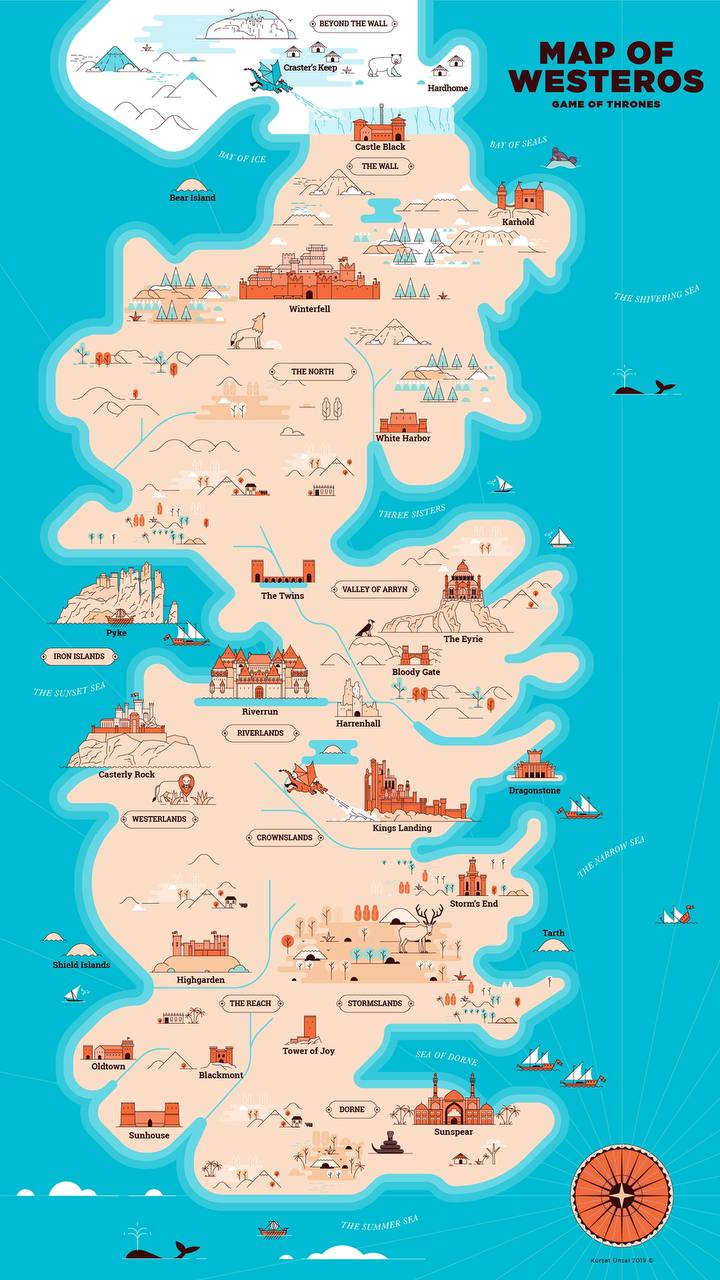 BEYOND THE WALL
MAP OF
WESTEROS
GAME OF THRONES
Craster's Keep
Hardhome
Castle Black
BAY OF ICE
BAY OF SEALS
THE WALL
Bear Island
Karhold
THE SHIVERING SEA
Winterfell
THE NORTH
White Harbor
THREE SISTERS
The Twins
VALLEY OF ARRYN
Pyke
The Eyrie
IRON ISLANDS
Bloody Gate
THE SUNSET SEA
Riverrun
Harrenhall
RIVERLANDS
Casterly Rock
Dragonstone
WESTERLANDS
Kings Landing
CROWNSLANDS
THE NARROW SEA
Storm's End
Tarth
Shield Islands
Highgarden
THE REACH
STORMSLANDS
Tower of Joy
SEA OF DORNE
Oldtown
Blackmont
DORNE
Sunhouse
Sunspear
THE SUMMER SEA
Kürşat Ünsal 2019 ©